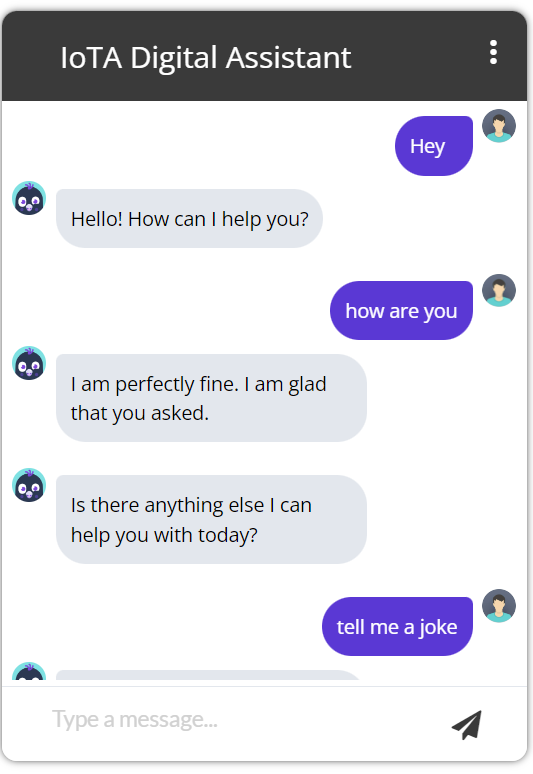 IoTA Digital Assistant
Hey
Hello! How can I help you?
how are you
I am perfectly fine. I am glad
that you asked.
Is there anything else I can
help you with today?
tell me a joke
Type a message...